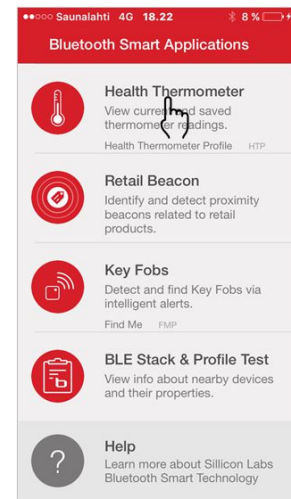 Saunalahti 4G 18.22 8 %
Bluetooth Smart Applications
Health Thermometer
View current and saved
thermometer readings.
Health Thermometer Profile HTP
Retail Beacon
Identify and detect proximity
beacons related to retail
products.
Key Fobs
Detect and find Key Fobs via
intelligent alerts.
Find Me FMP
BLE Stack & Profile Test
View info about nearby devices
and their properties.
Help
Learn more about Sillicon Labs
Bluetooth Smart Technology